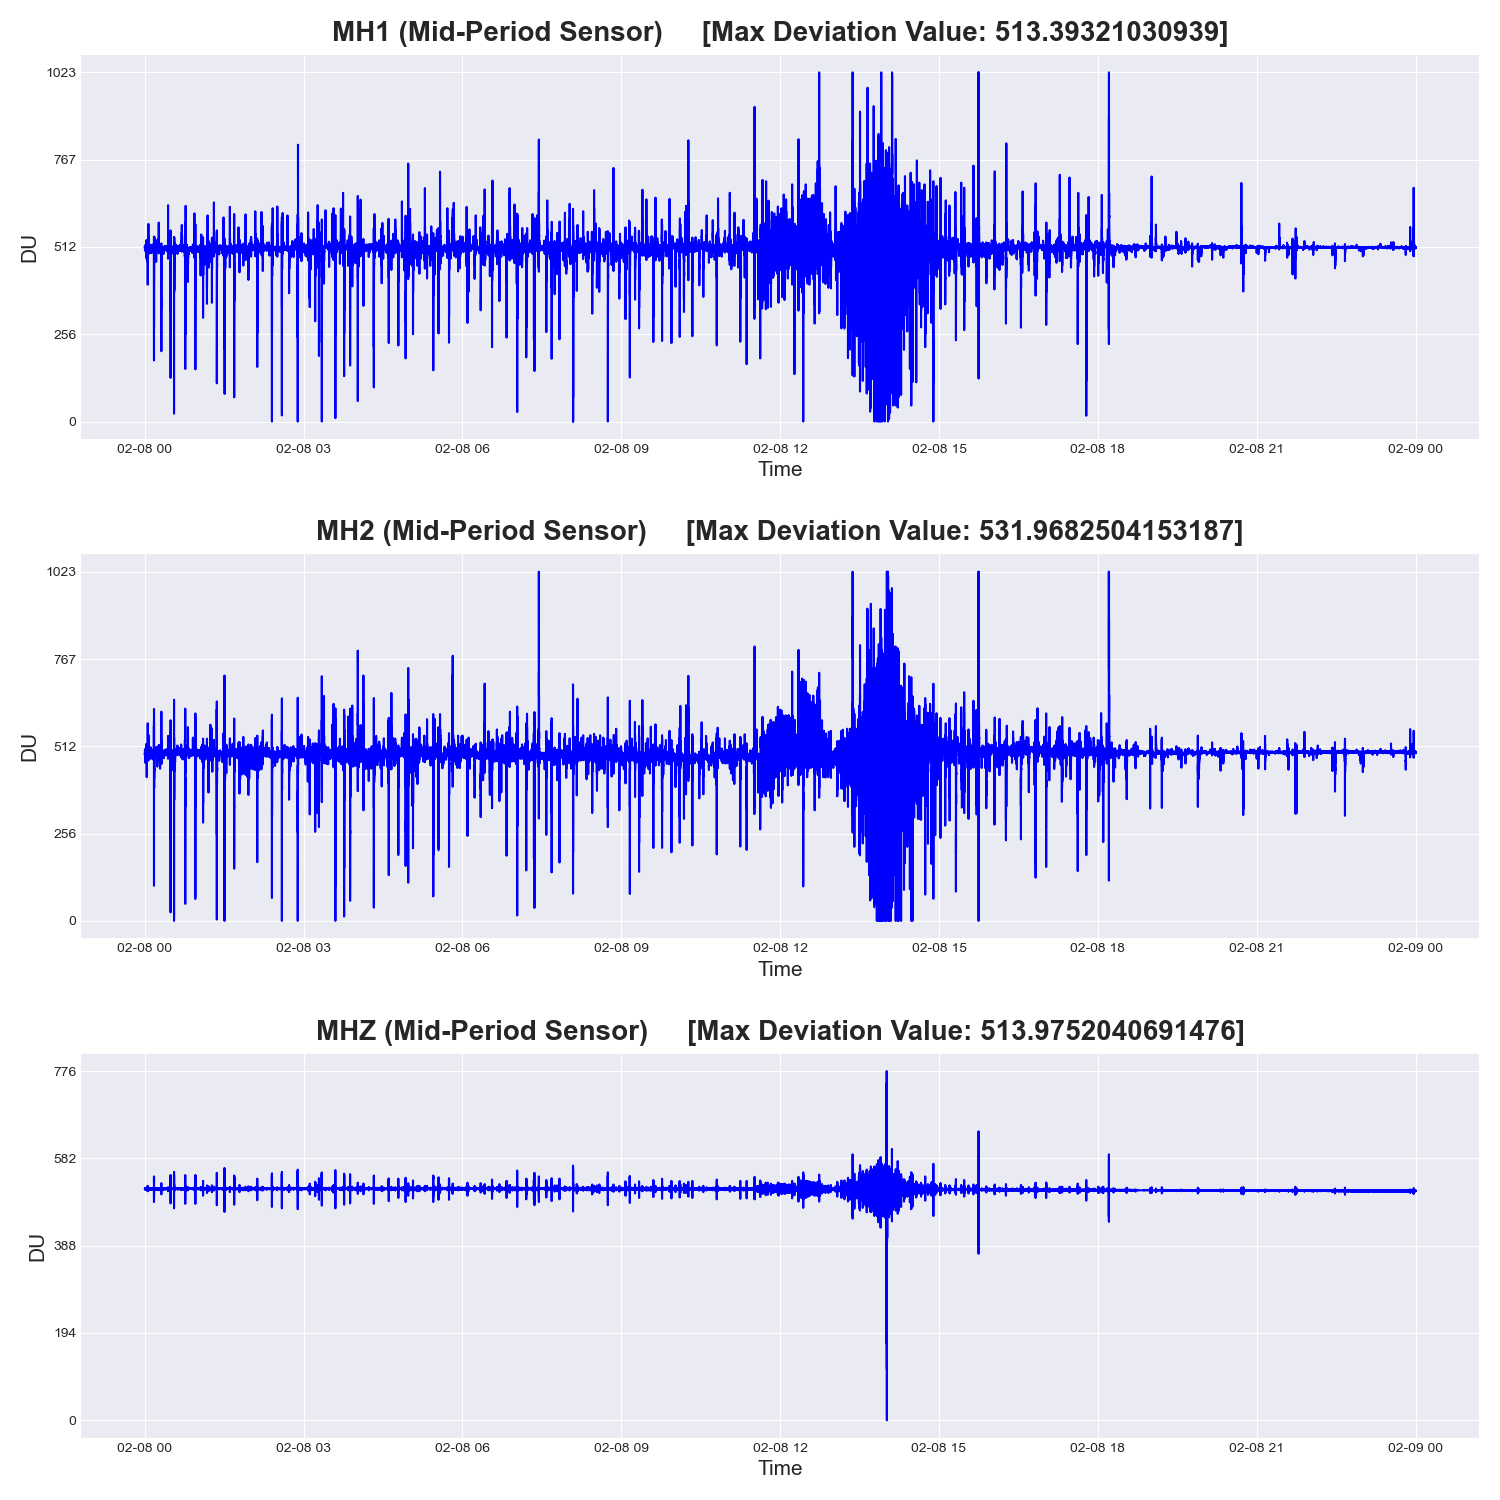 MH1 (Mid-Period Sensor) [Max Deviation Value: 513.39321030939]
1023
767
512
256
0
DU
02-08 00 02-08 03 02-08 06 02-08 09 02-08 12 02-08 15 02-08 18 02-08 21 02-09 00
Time
MH2 (Mid-Period Sensor) [Max Deviation Value: 531.9682504153187]
1023
767
512
256
0
DU
02-08 00 02-08 03 02-08 06 02-08 09 02-08 12 02-08 15 02-08 18 02-08 21 02-09 00
Time
MHZ (Mid-Period Sensor) [Max Deviation Value: 513.9752040691476]
776
582
388
194
0
DU
02-08 00 02-08 03 02-08 06 02-08 09 02-08 12 02-08 15 02-08 18 02-08 21 02-09 00
Time